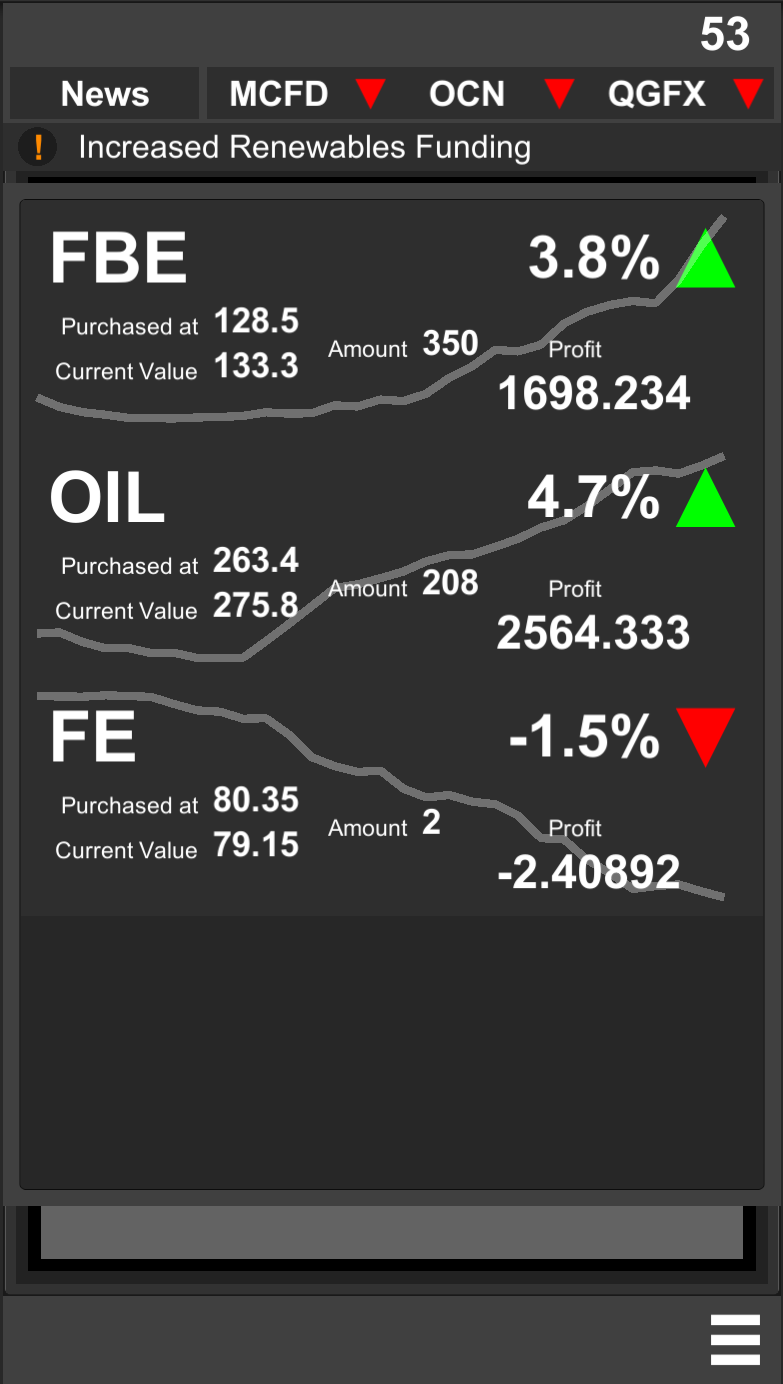 53
News MCFD OCN QGFX
! Increased Renewables Funding
FBE 3.8%
Purchased at 128.5
Current Value 133.3
Amount 350
Profit
1698.234
OIL 4.7%
Purchased at 263.4
Current Value 275.8
Amount 208
Profit
2564.333
FE -1.5%
Purchased at 80.35
Current Value 79.15
Amount 2
Profit
-2.40892